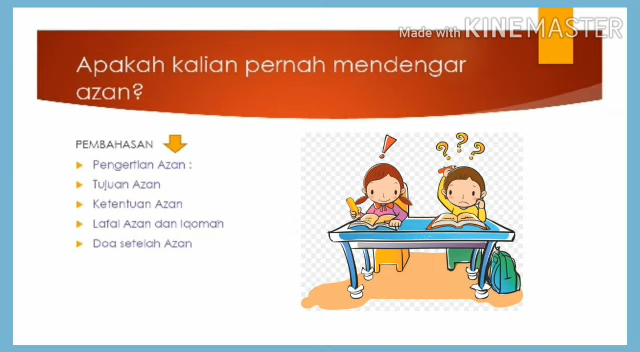 Made with KINEMASTER
Apakah kalian pernah mendengar
azan?
PEMBAHASAN
Pengertian Azan :
Tujuan Azan
Ketentuan Azan
Lafal Azan dan Iqomah
Doa setelah Azan
! ? ? ?